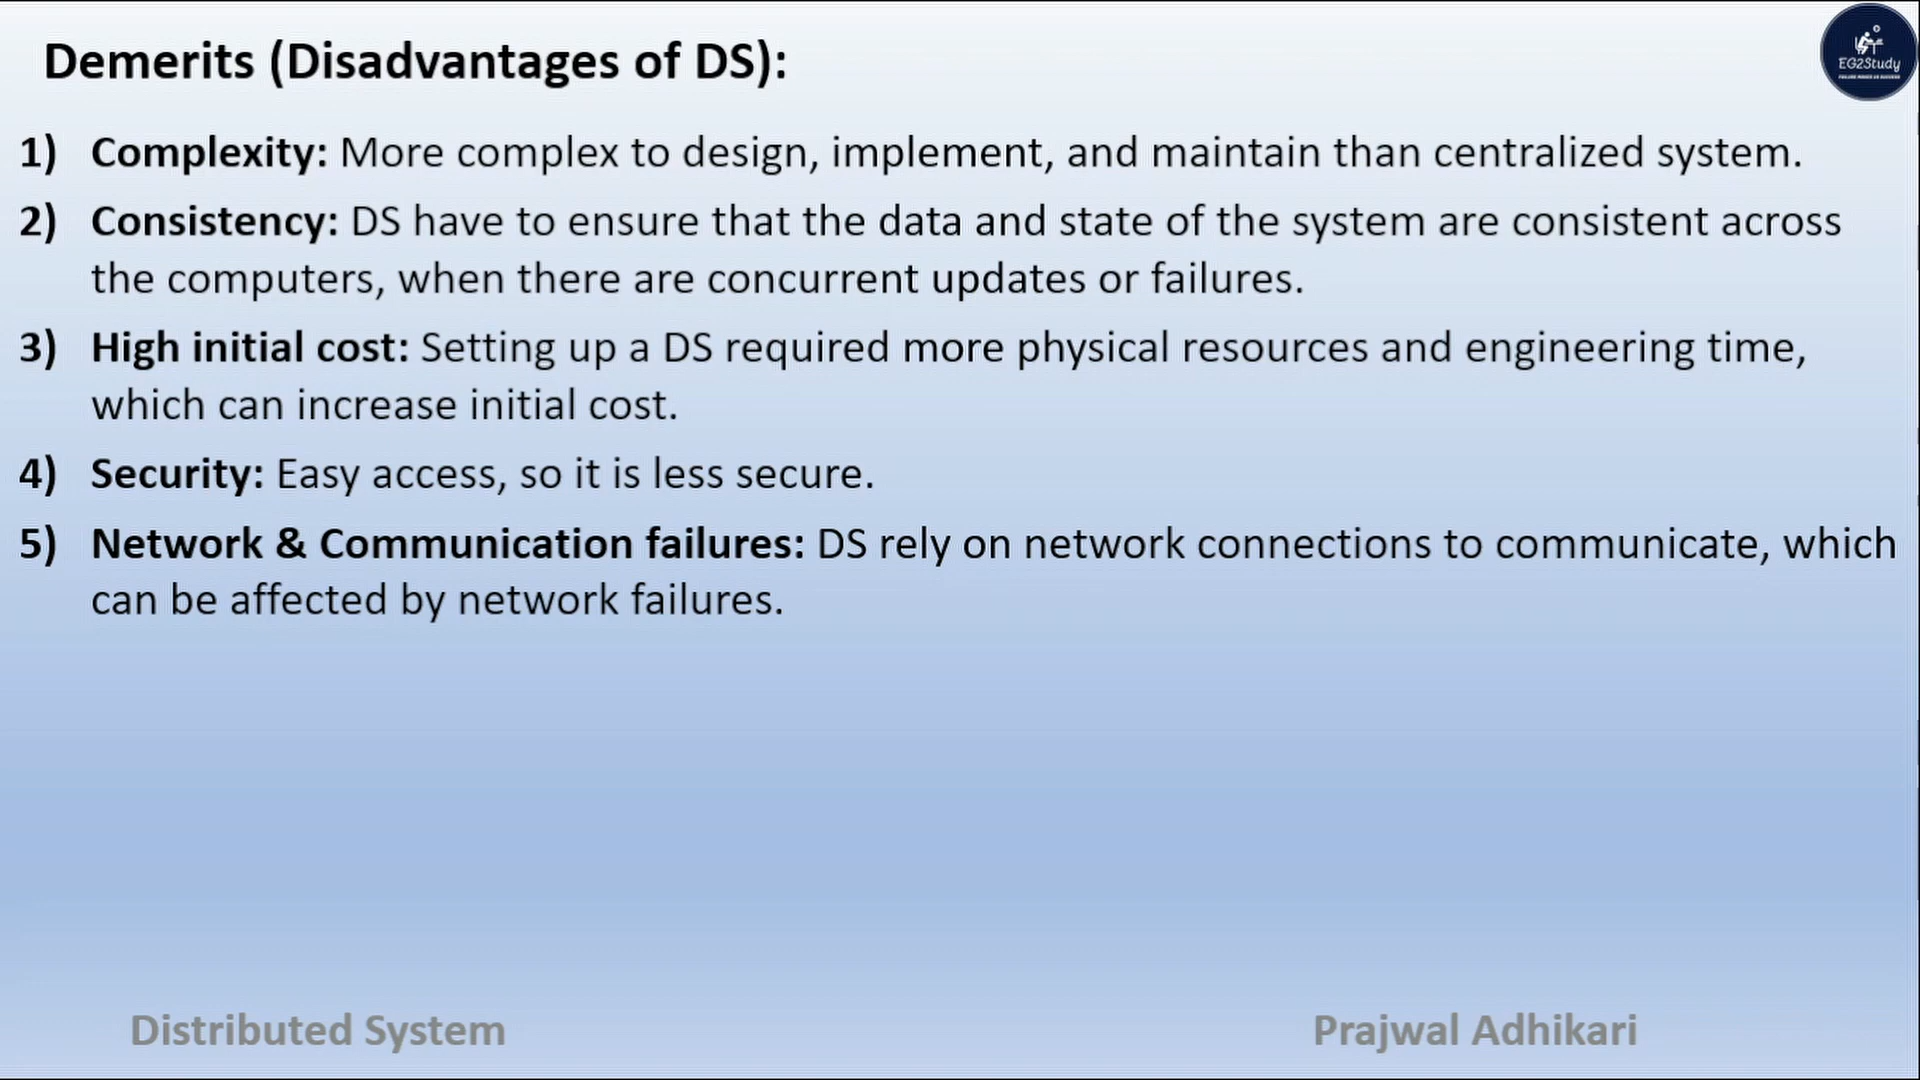 Demerits (Disadvantages of DS):
EG2Study
FAILURE MAKES US SUCCESS
1) Complexity: More complex to design, implement, and maintain than centralized system.
2) Consistency: DS have to ensure that the data and state of the system are consistent across
the computers, when there are concurrent updates or failures.
3) High initial cost: Setting up a DS required more physical resources and engineering time,
which can increase initial cost.
4) Security: Easy access, so it is less secure.
5) Network & Communication failures: DS rely on network connections to communicate, which
can be affected by network failures.
Distributed System
Prajwal Adhikari